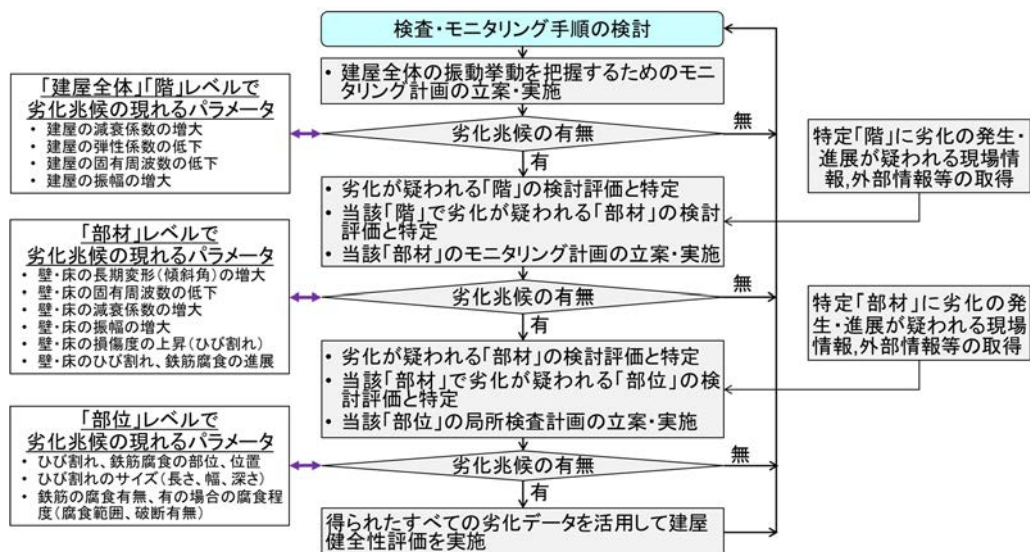 検査・モニタリング手順の検討
・ 建屋全体の振動挙動を把握するためのモ
ニタリング計画の立案・実施
「建屋全体」「階」レベルで
劣化兆候の現れるパラメータ
・ 建屋の減衰係数の増大
・ 建屋の弾性係数の低下
・ 建屋の固有周波数の低下
・ 建屋の振幅の増大
劣化兆候の有無
無
有
特定「階」に劣化の発生・
進展が疑われる現場情
報,外部情報等の取得
・ 劣化が疑われる「階」の検討評価と特定
・ 当該「階」で劣化が疑われる「部材」の検討
評価と特定
・ 当該「部材」のモニタリング計画の立案・実施
「部材」レベルで
劣化兆候の現れるパラメータ
・ 壁・床の長期変形(傾斜角)の増大
・ 壁・床の固有周波数の低下
・ 壁・床の減衰係数の増大
・ 壁・床の振幅の増大
・ 壁・床の損傷度の上昇(ひび割れ)
・ 壁・床のひび割れ、鉄筋腐食の進展
劣化兆候の有無
無
有
特定「部材」に劣化の発
生・進展が疑われる現場
情報,外部情報等の取得
・ 劣化が疑われる「部材」の検討評価と特定
・ 当該「部材」で劣化が疑われる「部位」の検
討評価と特定
・ 当該「部位」の局所検査計画の立案・実施
「部位」レベルで
劣化兆候の現れるパラメータ
・ ひび割れ、鉄筋腐食の部位、位置
・ ひび割れのサイズ(長さ、幅、深さ)
・ 鉄筋の腐食有無、有の場合の腐食程
度(腐食範囲、破断有無)
劣化兆候の有無
無
有
得られたすべての劣化データを活用して建屋
健全性評価を実施